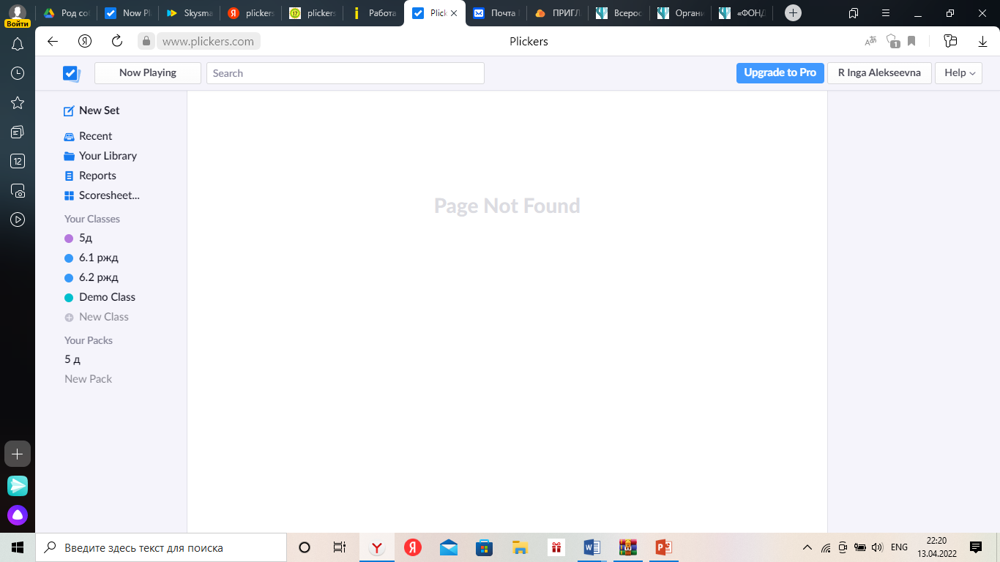 Войти
Род соб
Now Pl
Skysma
plickers
plickers
Работа
Plick
Почта
ПРИГЛ
Всерос
Органи
«ФОНД
www.plickers.com
Plickers
1
Now Playing
Search
Upgrade to Pro
R Inga Alekseevna
Help
12
New Set
Recent
Your Library
Reports
Scoresheet...
Your Classes
5д
6.1 ржд
6.2 ржд
Demo Class
New Class
Your Packs
5 д
New Pack
Page Not Found
Введите здесь текст для поиска
ENG
22:20
13.04.2022